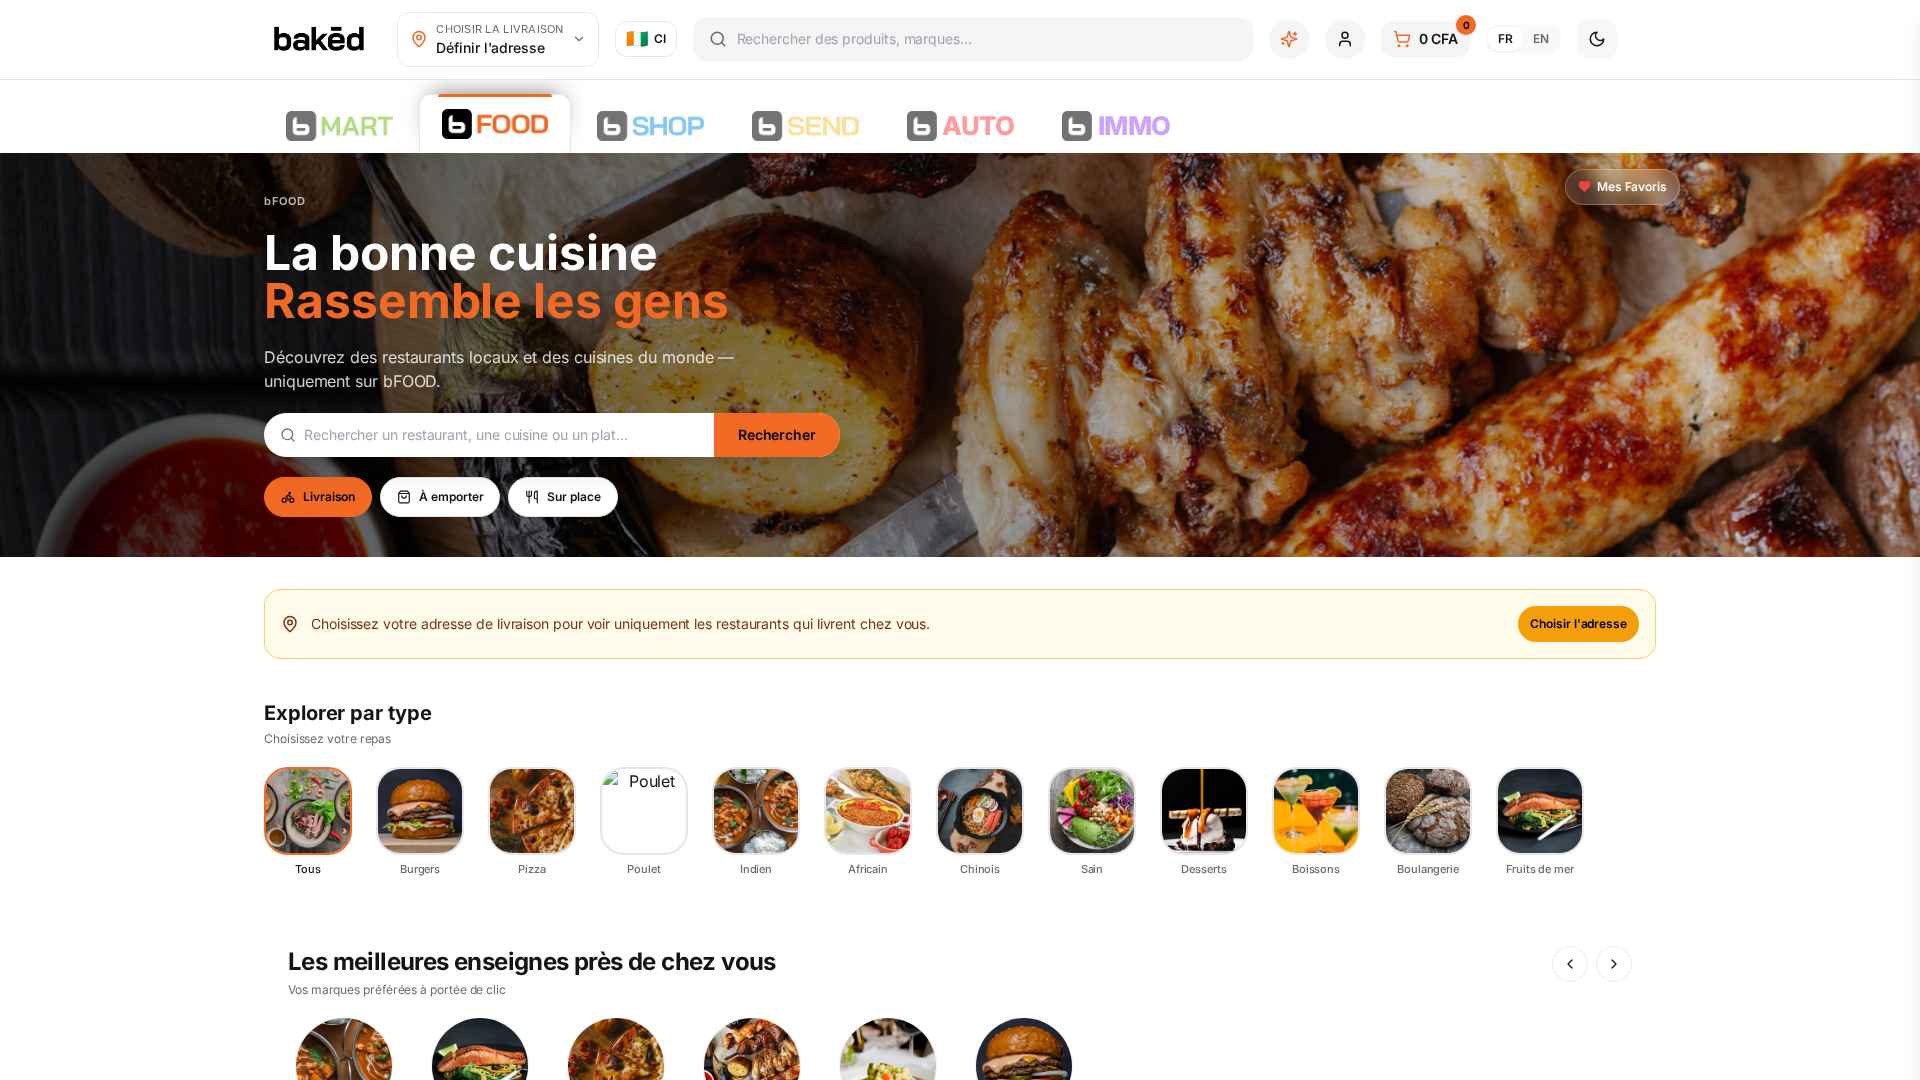 bakēd
CHOISIR LA LIVRAISON
Définir l'adresse
CI
Rechercher des produits, marques...
0 CFA
0
FR
EN
b MART
b FOOD
b SHOP
b SEND
b AUTO
b IMMO
Mes Favoris
bFOOD
La bonne cuisine
Rassemble les gens
Découvrez des restaurants locaux et des cuisines du monde —
uniquement sur bFOOD.
Rechercher un restaurant, une cuisine ou un plat...
Rechercher
Livraison
À emporter
Sur place
Choisissez votre adresse de livraison pour voir uniquement les restaurants qui livrent chez vous.
Choisir l'adresse
Explorer par type
Choisissez votre repas
Poulet
Tous
Burgers
Pizza
Poulet
Indien
Africain
Chinois
Sain
Desserts
Boissons
Boulangerie
Fruits de mer
Les meilleures enseignes près de chez vous
Vos marques préférées à portée de clic